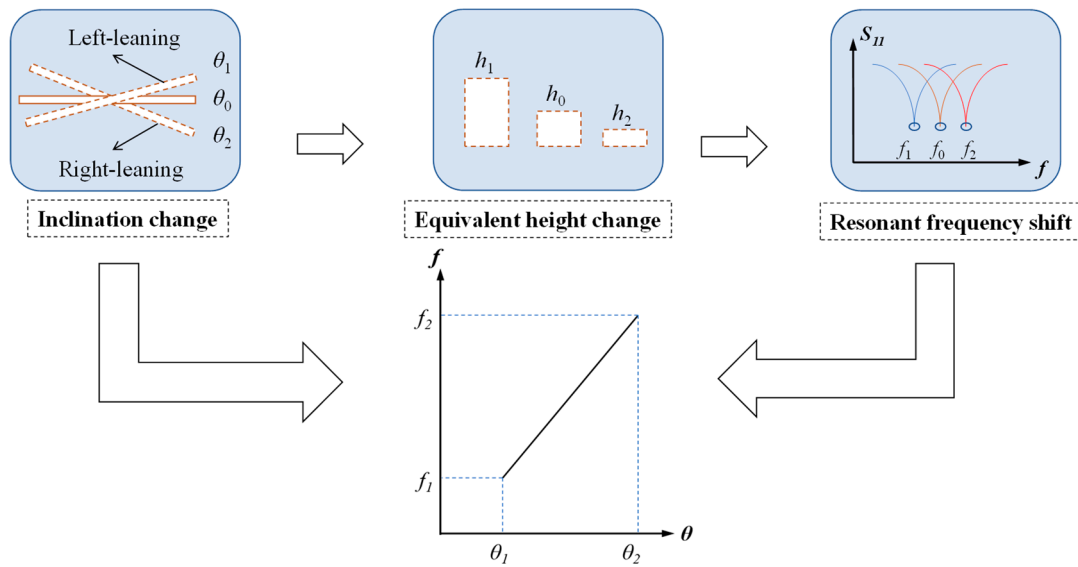 Left-leaning
θ1
θ0
θ2
Right-leaning
Inclination change
h1
h0
h2
Equivalent height change
S11
f1
f0
f2
f
Resonant frequency shift
f
f2
f1
θ1
θ2
θ